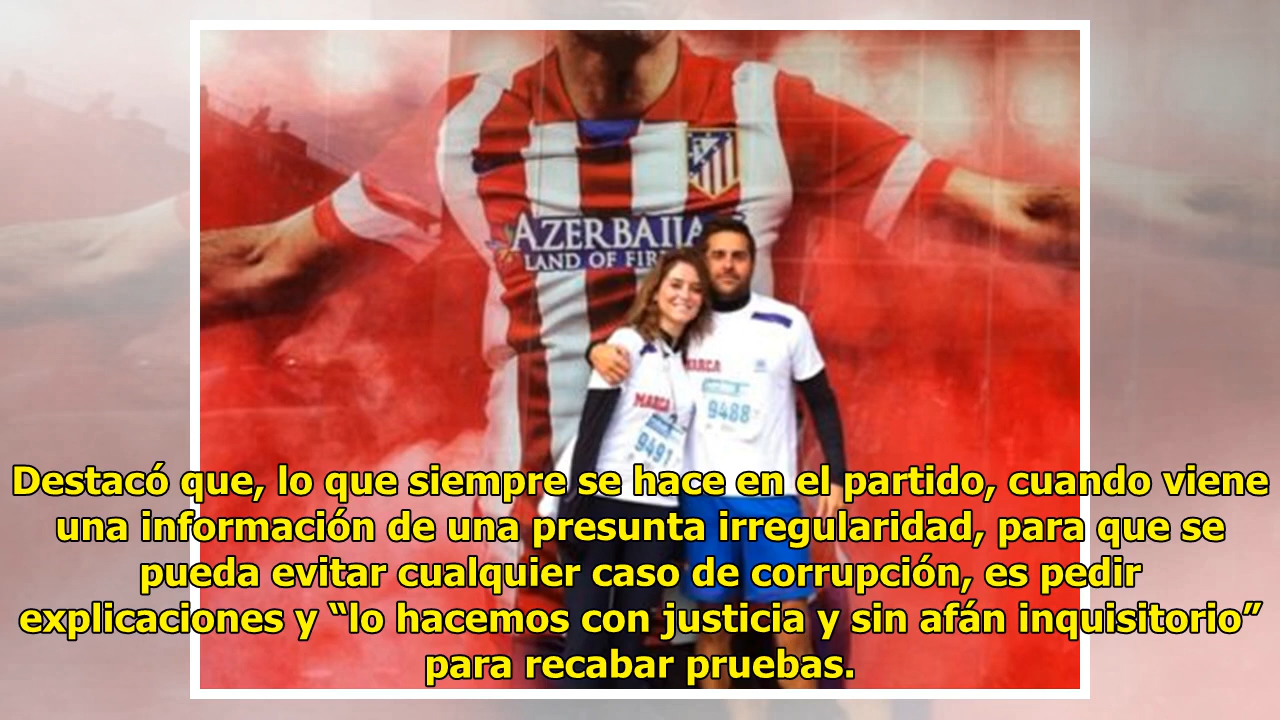 AZERBAIJA
LAND OF FIR
MARCA
MARCA
9488
9491
Destacó que, lo que siempre se hace en el partido, cuando viene
una información de una presunta irregularidad, para que se
pueda evitar cualquier caso de corrupción, es pedir
explicaciones y “lo hacemos con justicia y sin afán inquisitorio”
para recabar pruebas.